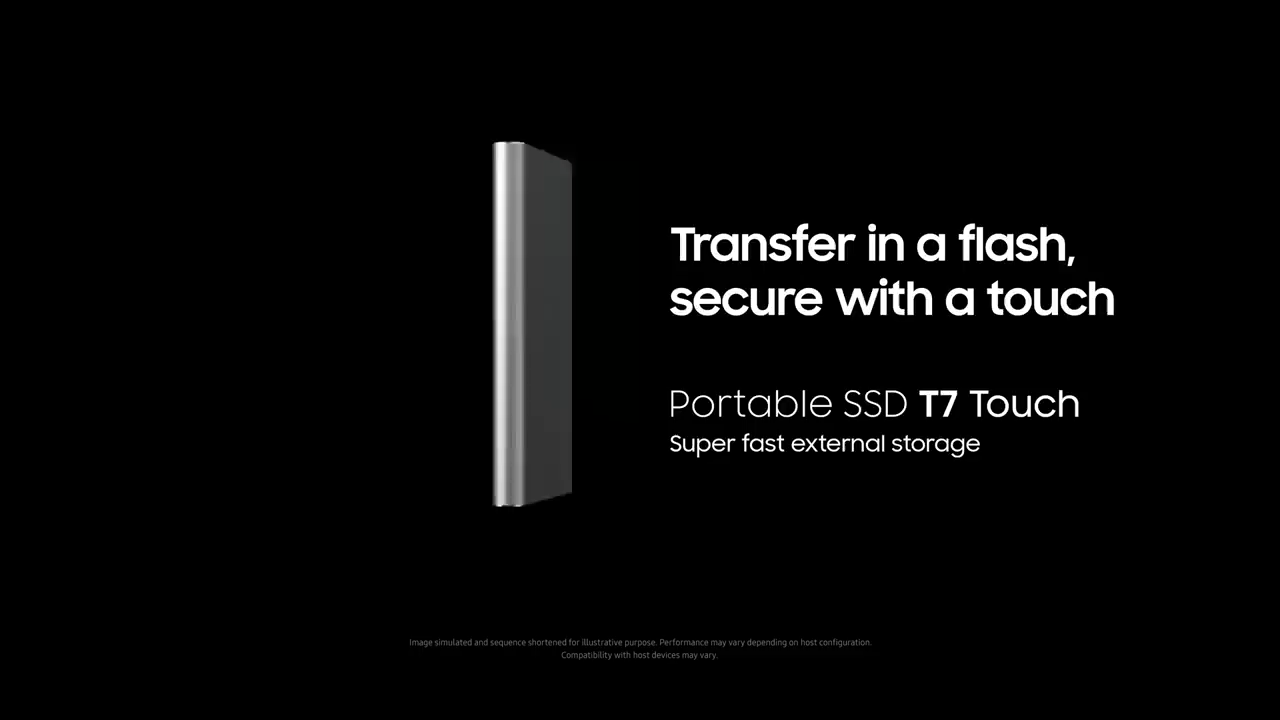 Transfer in a flash,
secure with a touch
Portable SSD T7 Touch
Super fast external storage
Image simulated and sequence shortened for illustrative purpose. Performance may vary depending on host configuration.
Compatibility with host devices may vary.